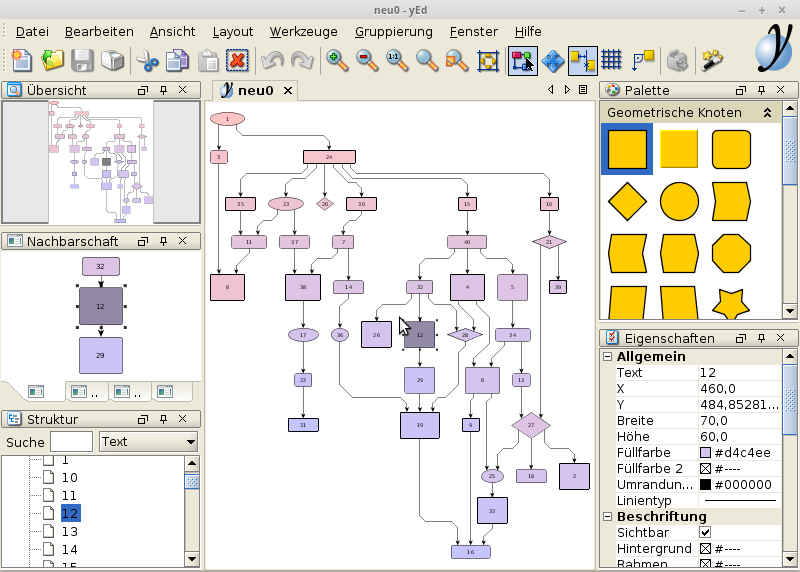 neu0 - yEd
Datei Bearbeiten Ansicht Layout Werkzeuge Gruppierung Fenster Hilfe
1:1
Übersicht
neu0
Palette
Geometrische Knoten
Nachbarschaft
32
12
29
..
..
Struktur
Suche
Text
1
10
11
12
13
14
1
3
24
35
23
20
30
15
10
11
37
7
40
21
8
38
14
32
4
5
39
17
36
26
12
28
34
22
29
6
13
31
19
9
27
25
18
2
33
16
Eigenschaften
Allgemein
Text 12
X 460,0
Y 484,85281...
Breite 70,0
Höhe 60,0
Füllfarbe #d4c4ee
Füllfarbe 2 #----
Umrandun... #000000
Linientyp
Beschriftung
Sichtbar
Hintergrund #----
Rahmen #----